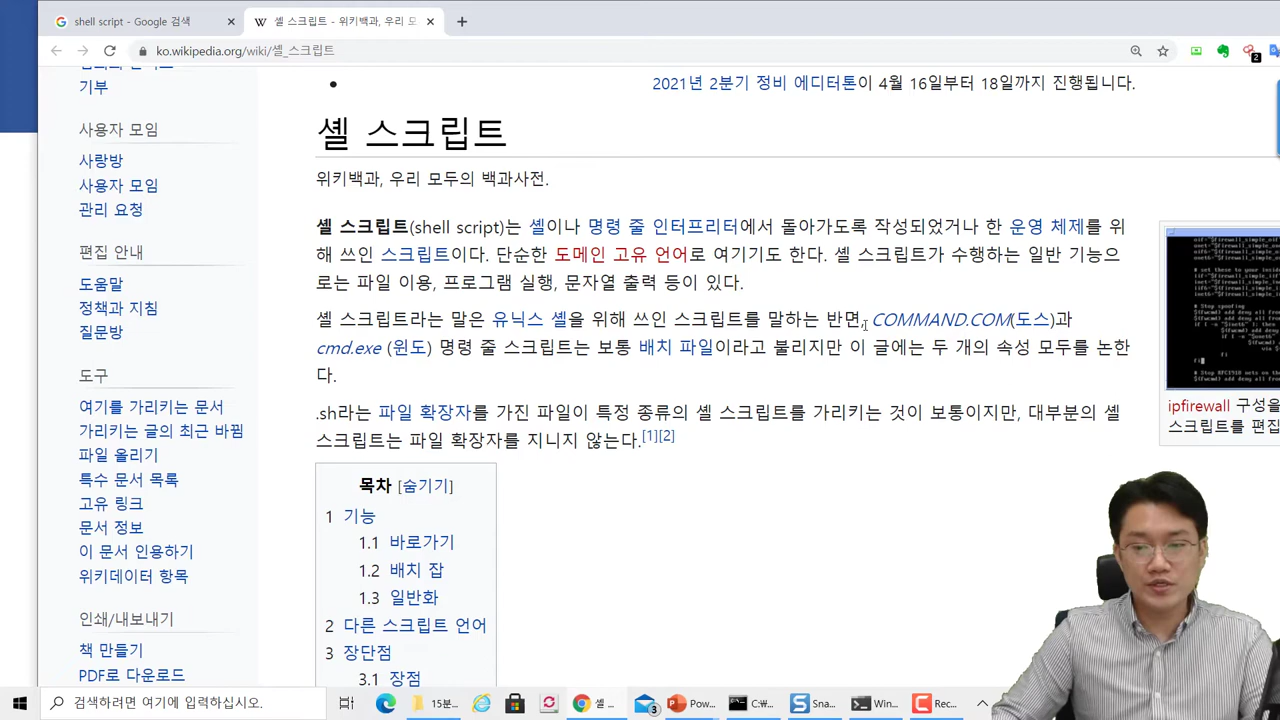 shell script - Google 검색
셸 스크립트 - 위키백과, 우리 모
ko.wikipedia.org/wiki/셸_스크립트
기부
2021년 2분기 정비 에디터톤이 4월 16일부터 18일까지 진행됩니다.
사용자 모임
사랑방
사용자 모임
관리 요청
편집 안내
도움말
정책과 지침
질문방
도구
여기를 가리키는 문서
가리키는 글의 최근 바뀜
파일 올리기
특수 문서 목록
고유 링크
문서 정보
이 문서 인용하기
위키데이터 항목
인쇄/내보내기
책 만들기
PDF로 다운로드
셸 스크립트
위키백과, 우리 모두의 백과사전.
셸 스크립트(shell script)는 셸이나 명령 줄 인터프리터에서 돌아가도록 작성되었거나 한 운영 체제를 위
해 쓰인 스크립트이다. 단순한 도메인 고유 언어로 여기기도 한다. 셸 스크립트가 수행하는 일반 기능으
로는 파일 이용, 프로그램 실행, 문자열 출력 등이 있다.
셸 스크립트라는 말은 유닉스 셸을 위해 쓰인 스크립트를 말하는 반면, COMMAND.COM(도스)과
cmd.exe (윈도) 명령 줄 스크립트는 보통 배치 파일이라고 불리지만 이 글에는 두 개의 속성 모두를 논한
다.
.sh라는 파일 확장자를 가진 파일이 특정 종류의 셸 스크립트를 가리키는 것이 보통이지만, 대부분의 셸
스크립트는 파일 확장자를 지니지 않는다.[1][2]
목차 [숨기기]
1 기능
1.1 바로가기
1.2 배치 잡
1.3 일반화
2 다른 스크립트 언어
3 장단점
3.1 장점
# Stop spoofing
ipfirewall 구성을
스크립트를 편집
검색하려면 여기에 입력하십시오.
15분...
셸 ...
3
Pow...
C:₩...
Sna...
Win...
Rec...
2